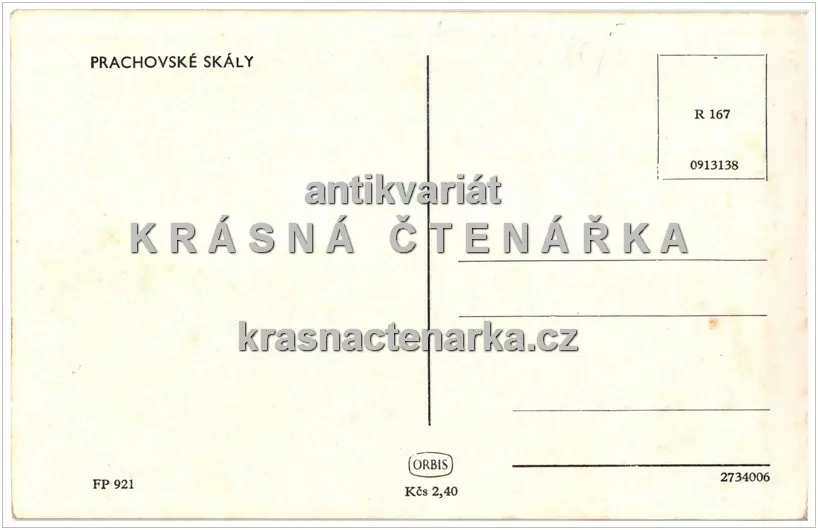 PRACHOVSKÉ SKÁLY
R 167
0913138
antikvariát
KRÁSNÁ ČTENÁŘKA
krasnactenarka.cz
FP 921
ORBIS
Kčs 2,40
2734006